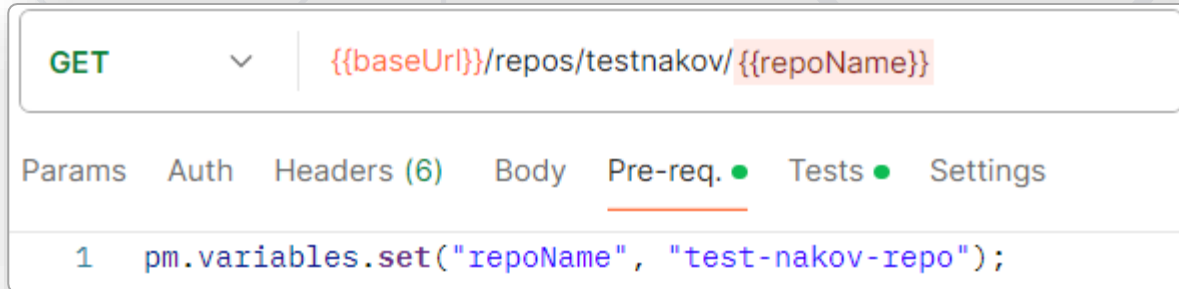 GET {{baseUrl}}/repos/testnakov/{{repoName}}
Params Auth Headers (6) Body Pre-req. Tests Settings
1 pm.variables.set("repoName", "test-nakov-repo");